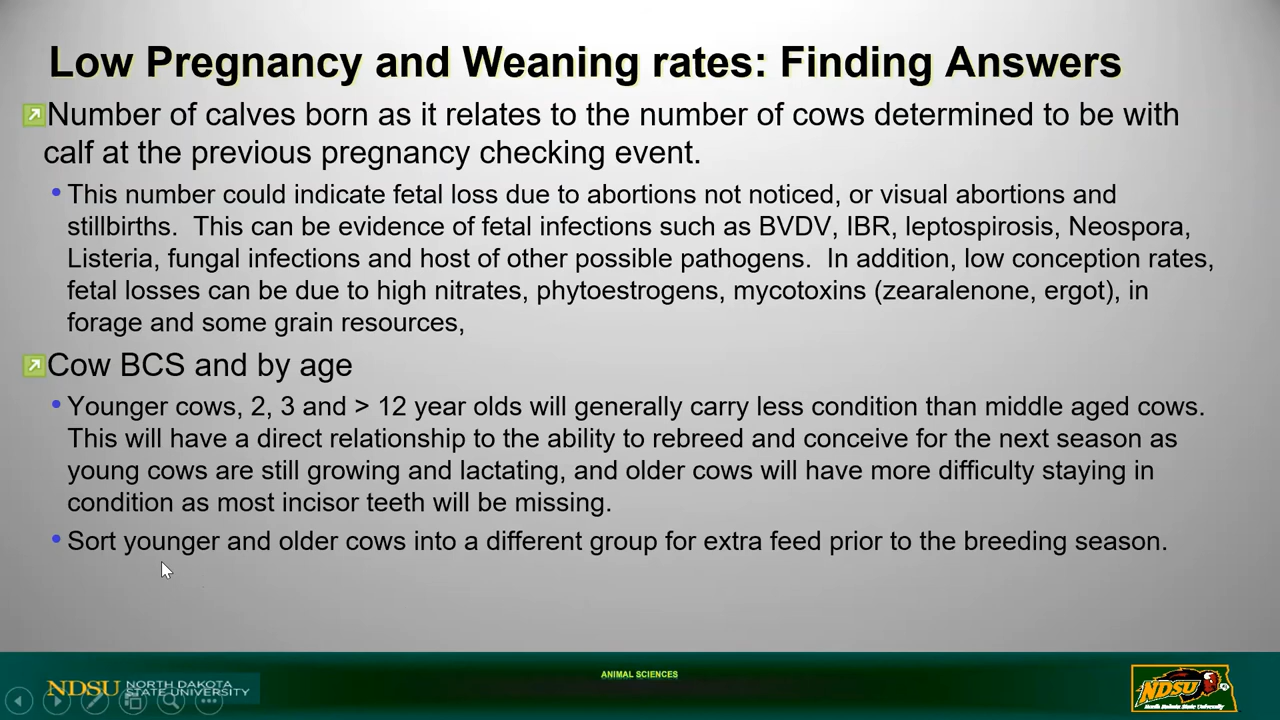 Low Pregnancy and Weaning rates: Finding Answers
Number of calves born as it relates to the number of cows determined to be with
calf at the previous pregnancy checking event.
This number could indicate fetal loss due to abortions not noticed, or visual abortions and
stillbirths.  This can be evidence of fetal infections such as BVDV, IBR, leptospirosis, Neospora,
Listeria, fungal infections and host of other possible pathogens.  In addition, low conception rates,
fetal losses can be due to high nitrates, phytoestrogens, mycotoxins (zearalenone, ergot), in
forage and some grain resources,
Cow BCS and by age
Younger cows, 2, 3 and > 12 year olds will generally carry less condition than middle aged cows.
This will have a direct relationship to the ability to rebreed and conceive for the next season as
young cows are still growing and lactating, and older cows will have more difficulty staying in
condition as most incisor teeth will be missing.
Sort younger and older cows into a different group for extra feed prior to the breeding season.
ANIMAL SCIENCES
NDSU NORTH DAKOTA
STATE UNIVERSITY
NDSU
North Dakota State University